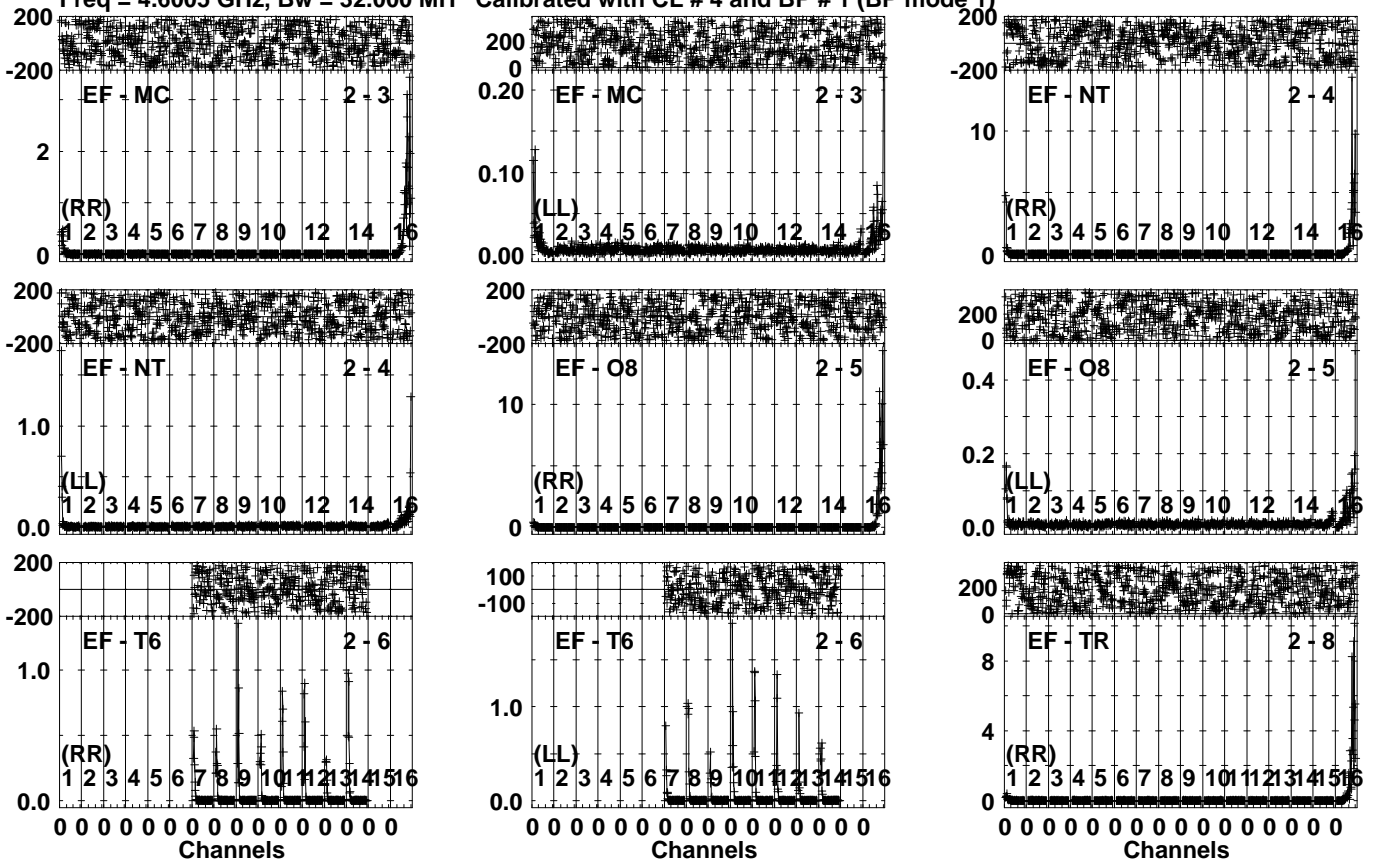 Freq = 4.6005 GHz, Bw = 32.000 MH Calibrated with CL # 4 and BP # 1 (BP mode 1)
200
-200
EF - MC 2 - 3
2
(RR)
1 2 3 4 5 6 7 8 9 10 12 14 16
0
200
0
0.20
EF - MC 2 - 3
0.10
(LL)
1 2 3 4 5 6 7 8 9 10 12 14 16
0.00
200
-200
EF - NT 2 - 4
10
(RR)
1 2 3 4 5 6 7 8 9 10 12 14 16
0
200
-200
EF - NT 2 - 4
1.0
(LL)
1 2 3 4 5 6 7 8 9 10 12 14 16
0.0
200
-200
EF - O8 2 - 5
10
(RR)
1 2 3 4 5 6 7 8 9 10 12 14 16
0
200
0
EF - O8 2 - 5
0.4
0.2
(LL)
1 2 3 4 5 6 7 8 9 10 12 14 16
0.0
200
-200
EF - T6 2 - 6
1.0
(RR)
1 2 3 4 5 6 7 8 9 10 11 12 13 14 15 16
0.0
0 0 0 0 0 0 0 0 0 0 0 0 0 0 0 0
Channels
100
-100
EF - T6 2 - 6
1.0
(LL)
1 2 3 4 5 6 7 8 9 10 11 12 13 14 15 16
0.0
0 0 0 0 0 0 0 0 0 0 0 0 0 0 0 0
Channels
200
0
EF - TR 2 - 8
8
4
(RR)
1 2 3 4 5 6 7 8 9 10 11 12 13 14 15 16
0
0 0 0 0 0 0 0 0 0 0 0 0 0 0 0 0
Channels